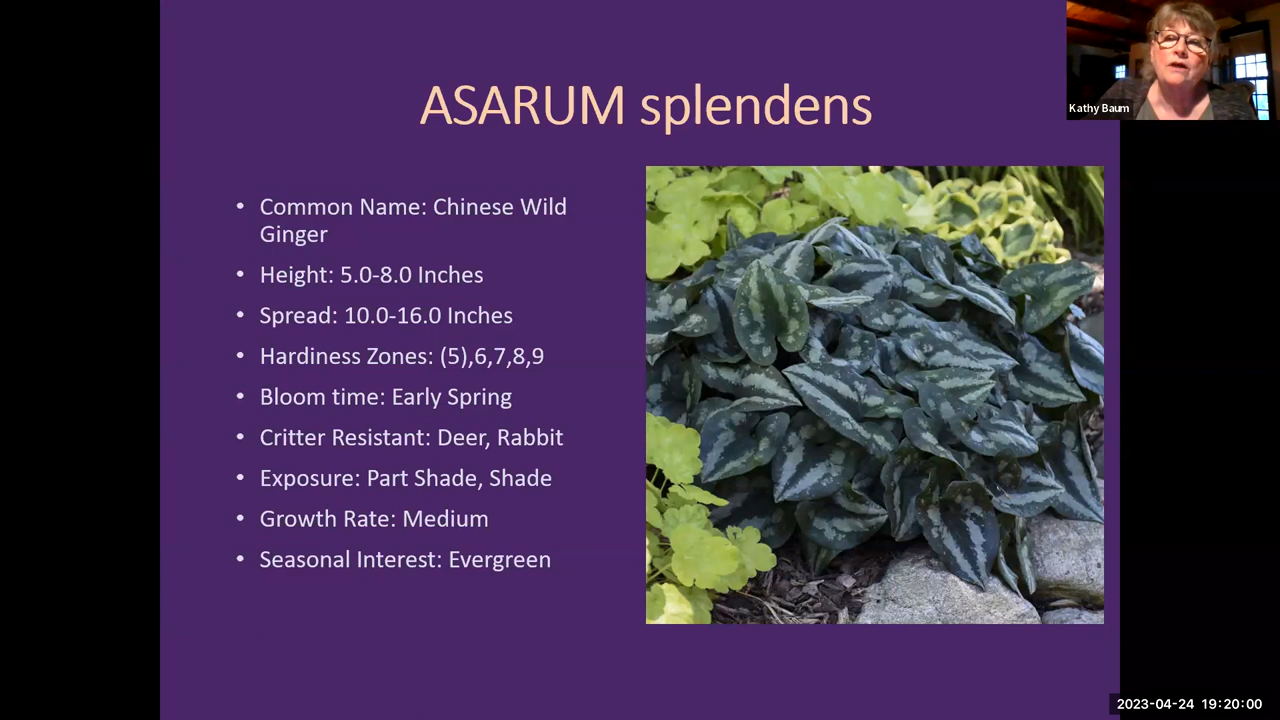 ASARUM splendens
• Common Name: Chinese Wild
Ginger
• Height: 5.0-8.0 Inches
• Spread: 10.0-16.0 Inches
• Hardiness Zones: (5),6,7,8,9
• Bloom time: Early Spring
• Critter Resistant: Deer, Rabbit
• Exposure: Part Shade, Shade
• Growth Rate: Medium
• Seasonal Interest: Evergreen
Kathy Baum
2023-04-24 19:20:00